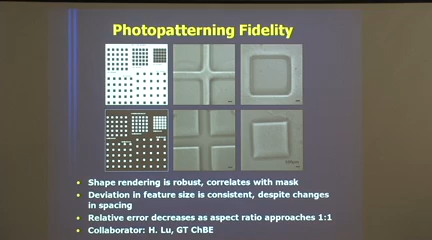 Photopatterning Fidelity
• Shape rendering is robust, correlates with mask
• Deviation in feature size is consistent, despite changes
in spacing
• Relative error decreases as aspect ratio approaches 1:1
• Collaborator: H. Lu, GT ChBE